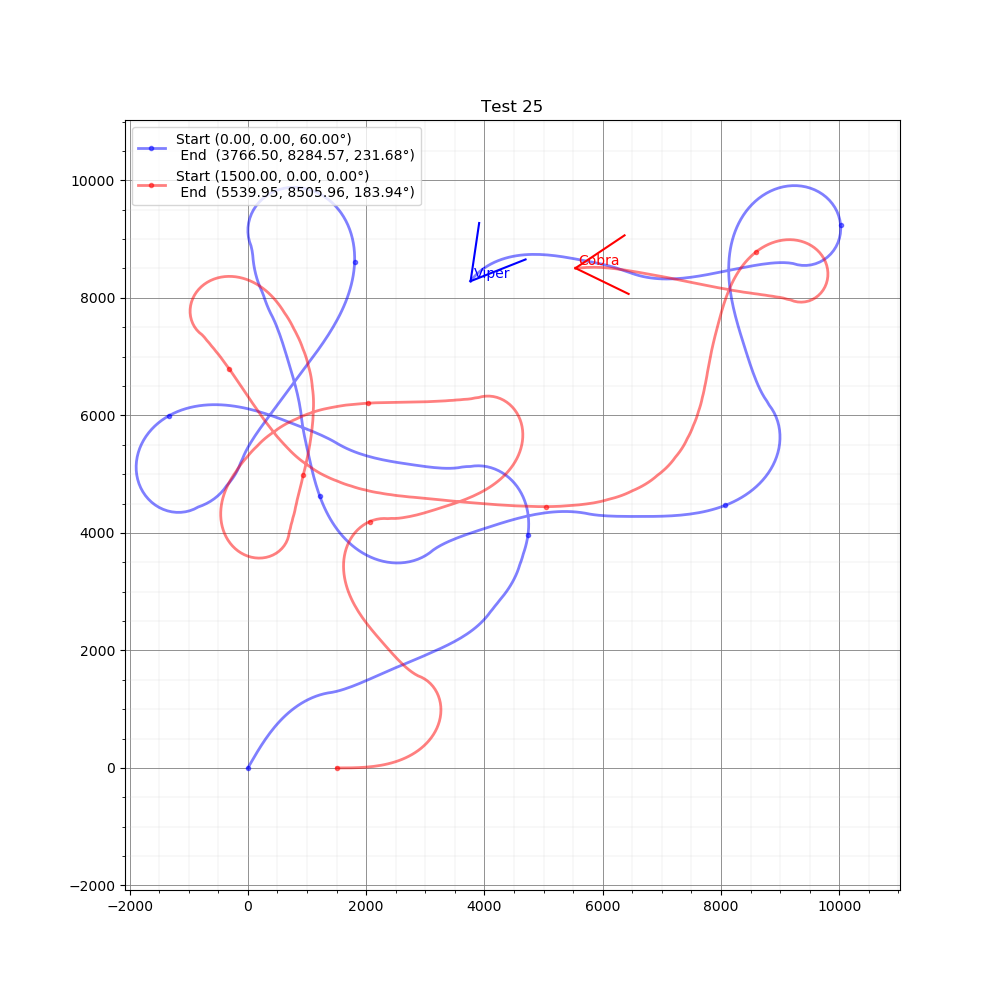 Test 25
Start (0.00, 0.00, 60.00°)
End (3766.50, 8284.57, 231.68°)
Start (1500.00, 0.00, 0.00°)
End (5539.95, 8505.96, 183.94°)
10000
8000
6000
4000
2000
0
−2000
Viper
Cobra
−2000 0 2000 4000 6000 8000 10000